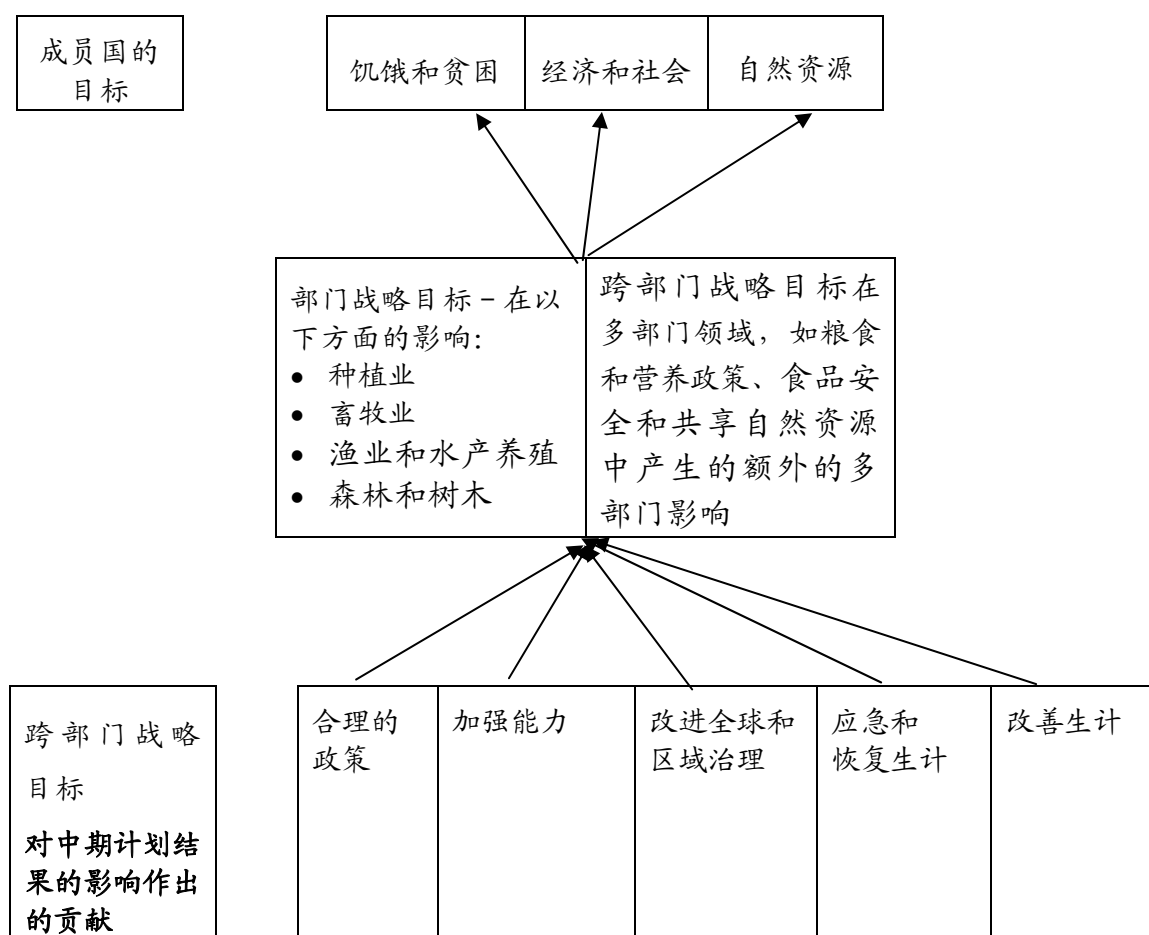 成员国的
目标
饥饿和贫困
经济和社会
自然资源
部门战略目标－在以
下方面的影响：
• 种植业
• 畜牧业
• 渔业和水产养殖
• 森林和树木
跨部门战略目标在
多部门领域，如粮食
和营养政策、食品安
全和共享自然资源
中产生的额外的多
部门影响
跨部门战略
目标
对中期计划结
果的影响作出
的贡献
合理的
政策
加强能力
改进全球和
区域治理
应急和
恢复生计
改善生计